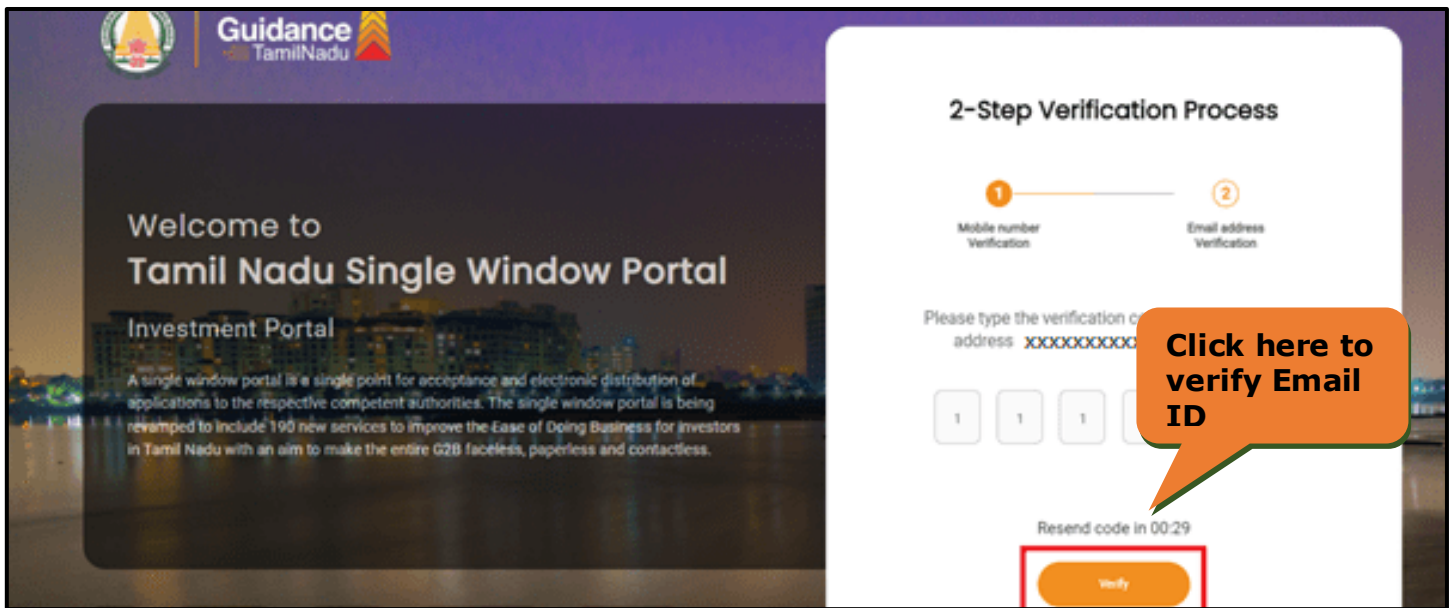 Guidance
TamilNadu
Welcome to
Tamil Nadu Single Window Portal
Investment Portal
A single window portal is a single point for acceptance and electronic distribution of
applications to the respective competent authorities. The single window portal is being
revamped to include 190 new services to improve the Ease of Doing Business for investors
in Tamil Nadu with an aim to make the entire G2B faceless, paperless and contactless.
2-Step Verification Process
1
2
Mobile number
Verification
Email address
Verification
Please type the verification
address xxxxxxxxxx
1 1 1
Click here to
verify Email
ID
Resend code in 00:29
Verify